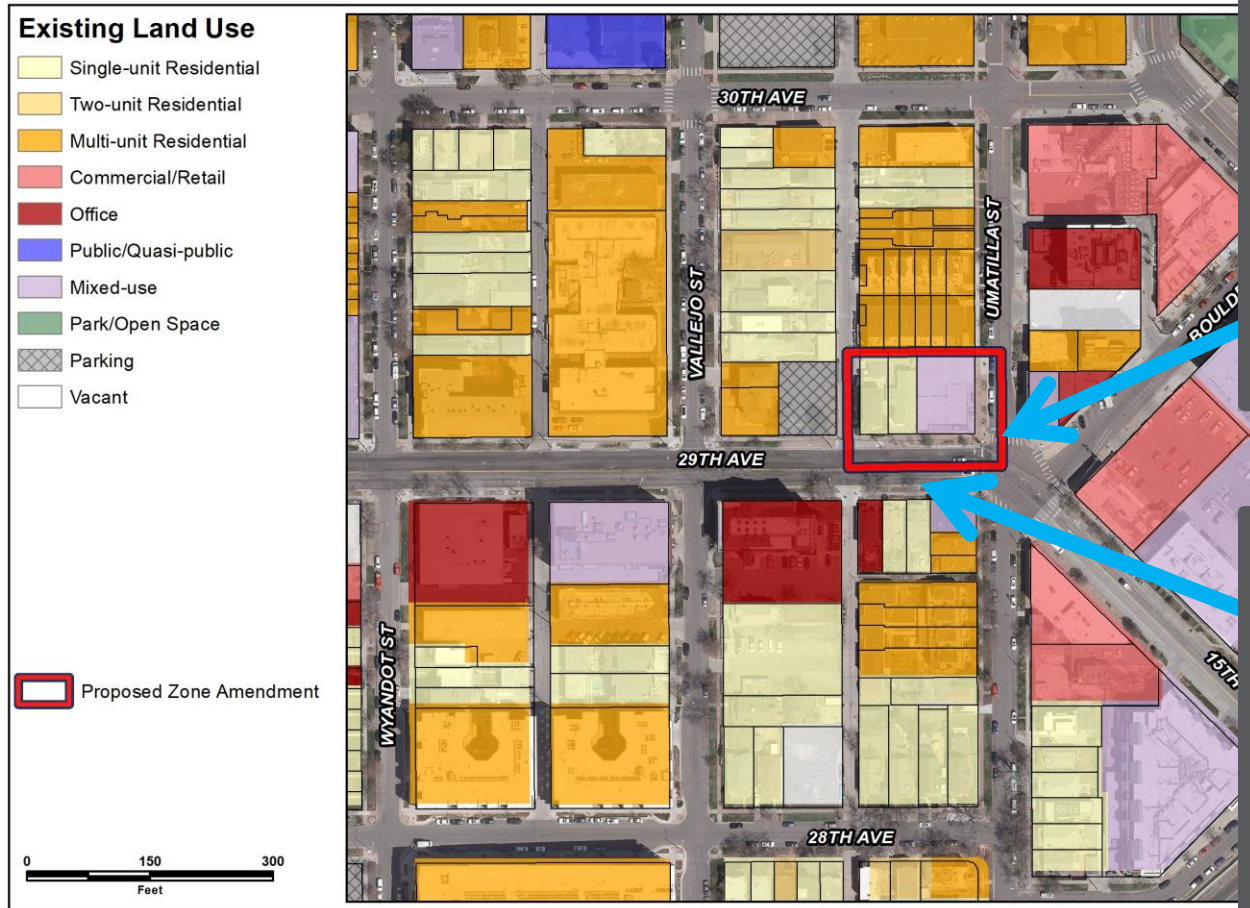 Existing Land Use
Single-unit Residential
Two-unit Residential
Multi-unit Residential
Commercial/Retail
Office
Public/Quasi-public
Mixed-use
Park/Open Space
Parking
Vacant
Proposed Zone Amendment
0 150 300
Feet
30TH AVE
UMATILLA ST
VALLEJO ST
BOULD
29TH AVE
15TH
WYANDOT ST
28TH AVE